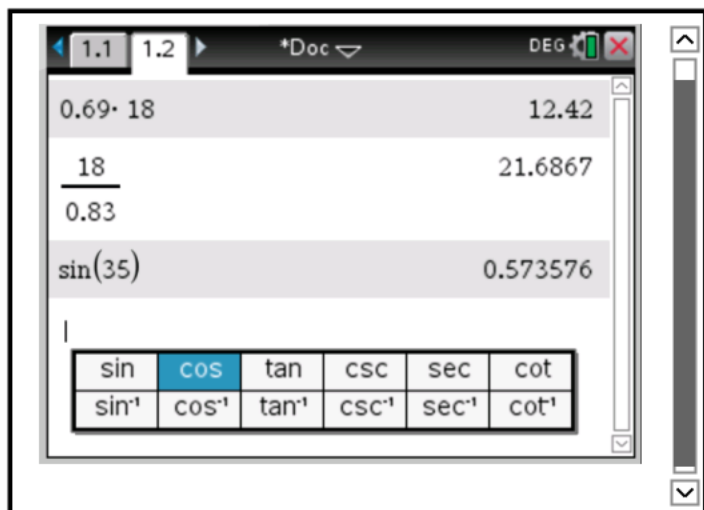 1.1 1.2 *Doc DEG
0.69· 18 12.42
18 21.6867
0.83
sin(35) 0.573576
sin cos tan csc sec cot
sin⁻¹ cos⁻¹ tan⁻¹ csc⁻¹ sec⁻¹ cot⁻¹